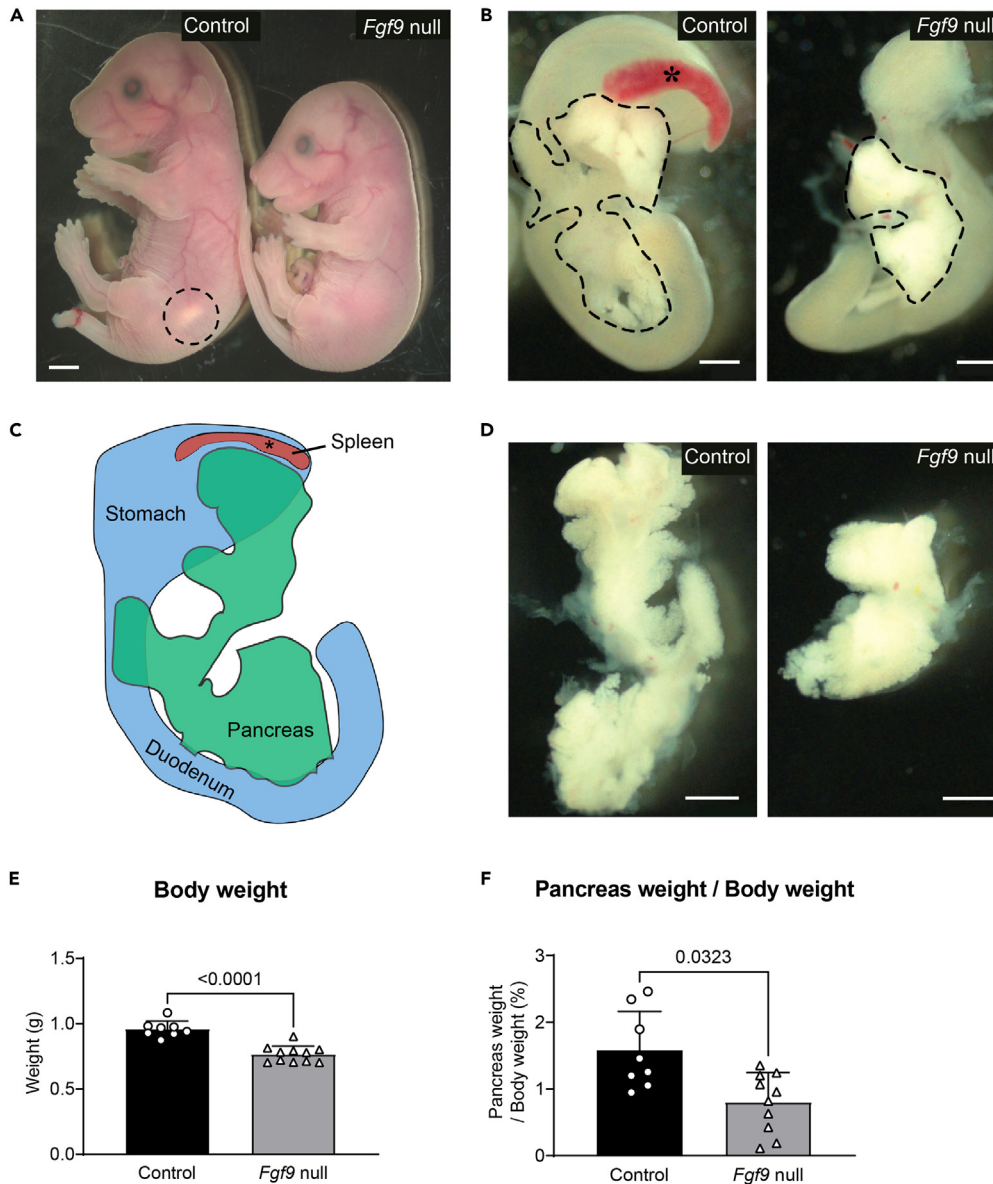 A
Control
Fgf9 null
B
Control
*
Fgf9 null
C
*
Spleen
Stomach
Pancreas
Duodenum
D
Control
Fgf9 null
E
Body weight
Weight (g)
1.5
1.0
0.5
0.0
<0.0001
Control
Fgf9 null
F
Pancreas weight / Body weight
Pancreas weight
/ Body weight (%)
3
2
1
0
0.0323
Control
Fgf9 null